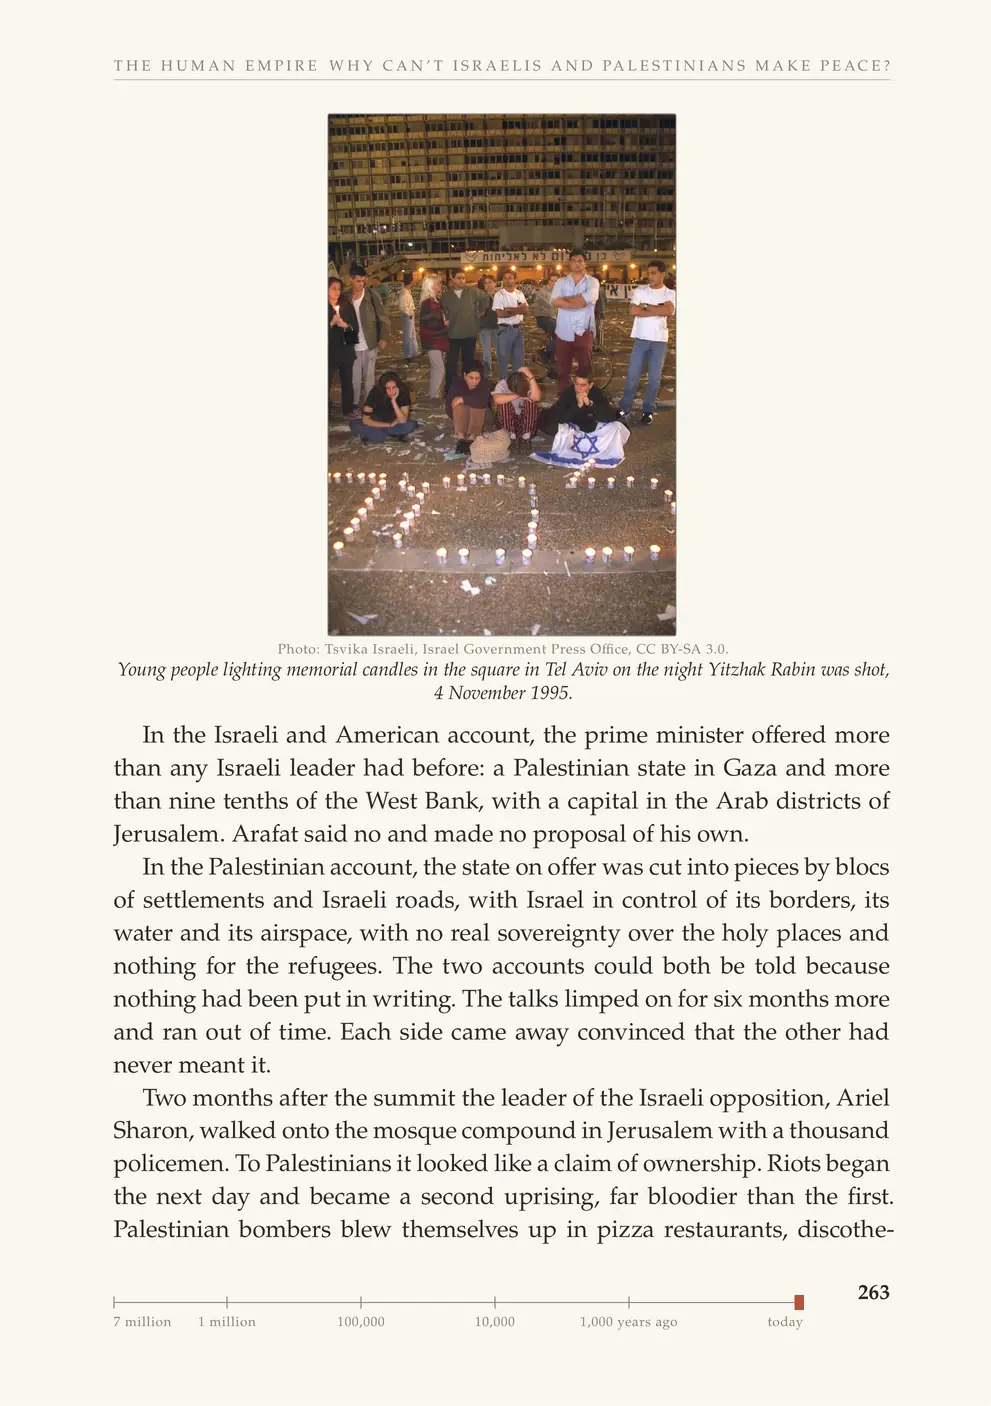 THE HUMAN EMPIRE WHY CAN'T ISRAELIS AND PALESTINIANS MAKE PEACE?
לא לאלימות
Photo: Tsvika Israeli, Israel Government Press Office, CC BY-SA 3.0.
Young people lighting memorial candles in the square in Tel Aviv on the night Yitzhak Rabin was shot,
4 November 1995.
In the Israeli and American account, the prime minister offered more
than any Israeli leader had before: a Palestinian state in Gaza and more
than nine tenths of the West Bank, with a capital in the Arab districts of
Jerusalem. Arafat said no and made no proposal of his own.
In the Palestinian account, the state on offer was cut into pieces by blocs
of settlements and Israeli roads, with Israel in control of its borders, its
water and its airspace, with no real sovereignty over the holy places and
nothing for the refugees. The two accounts could both be told because
nothing had been put in writing. The talks limped on for six months more
and ran out of time. Each side came away convinced that the other had
never meant it.
Two months after the summit the leader of the Israeli opposition, Ariel
Sharon, walked onto the mosque compound in Jerusalem with a thousand
policemen. To Palestinians it looked like a claim of ownership. Riots began
the next day and became a second uprising, far bloodier than the first.
Palestinian bombers blew themselves up in pizza restaurants, discothe-
263
7 million 1 million 100,000 10,000 1,000 years ago today